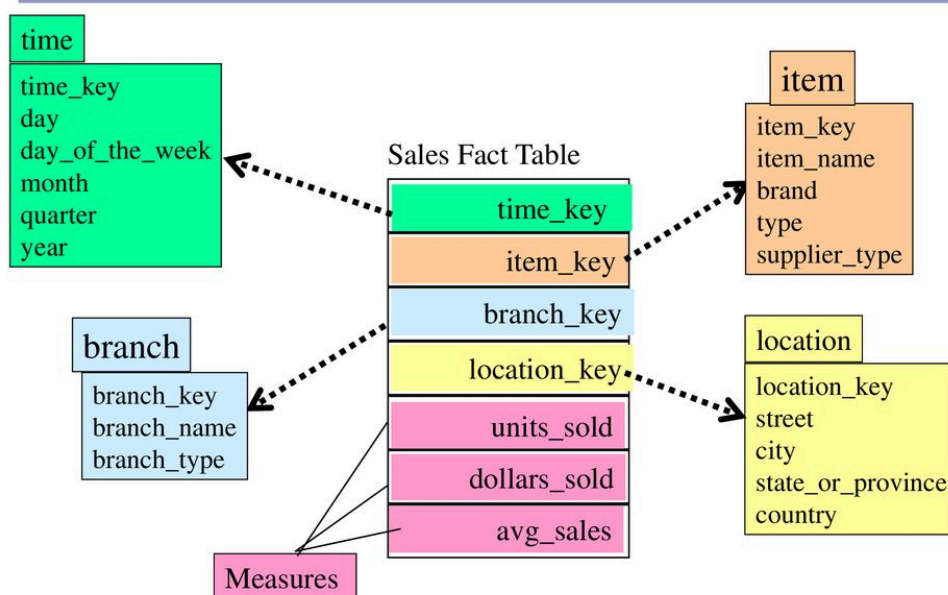 time
time_key
day
day_of_the_week
month
quarter
year
item
item_key
item_name
brand
type
supplier_type
Sales Fact Table
time_key
item_key
branch_key
location_key
units_sold
dollars_sold
avg_sales
branch
branch_key
branch_name
branch_type
location
location_key
street
city
state_or_province
country
Measures